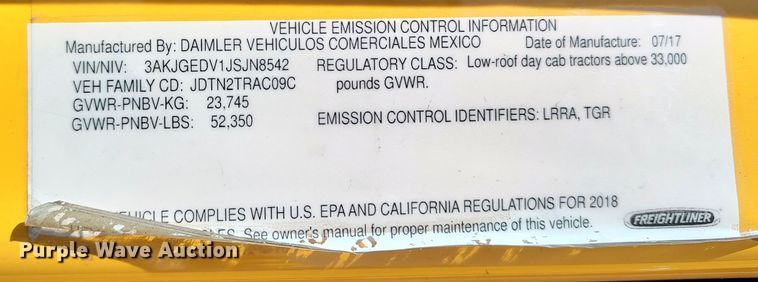 VEHICLE EMISSION CONTROL INFORMATION
Manufactured By: DAIMLER VEHICULOS COMERCIALES MEXICO Date of Manufacture: 07/17
VIN/NIV: 3AKJGEDV1JSJN8542 REGULATORY CLASS: Low-roof day cab tractors above 33,000
VEH FAMILY CD: JDTN2TRAC09C pounds GVWR.
GVWR-PNBV-KG: 23,745
GVWR-PNBV-LBS: 52,350 EMISSION CONTROL IDENTIFIERS: LRRA, TGR
COMPLIES WITH U.S. EPA AND CALIFORNIA REGULATIONS FOR 2018
See owner's manual for proper maintenance of this vehicle.
FREIGHTLINER
Purple Wave Auction